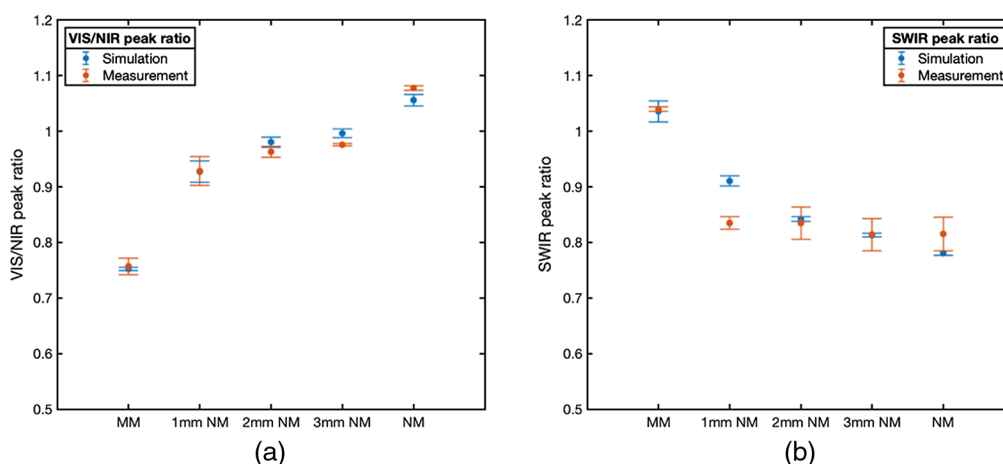 VIS/NIR peak ratio
Simulation
Measurement
VIS/NIR peak ratio
1.2
1.1
1
0.9
0.8
0.7
0.6
0.5
MM 1mm NM 2mm NM 3mm NM NM
(a)
SWIR peak ratio
Simulation
Measurement
SWIR peak ratio
1.2
1.1
1
0.9
0.8
0.7
0.6
0.5
MM 1mm NM 2mm NM 3mm NM NM
(b)